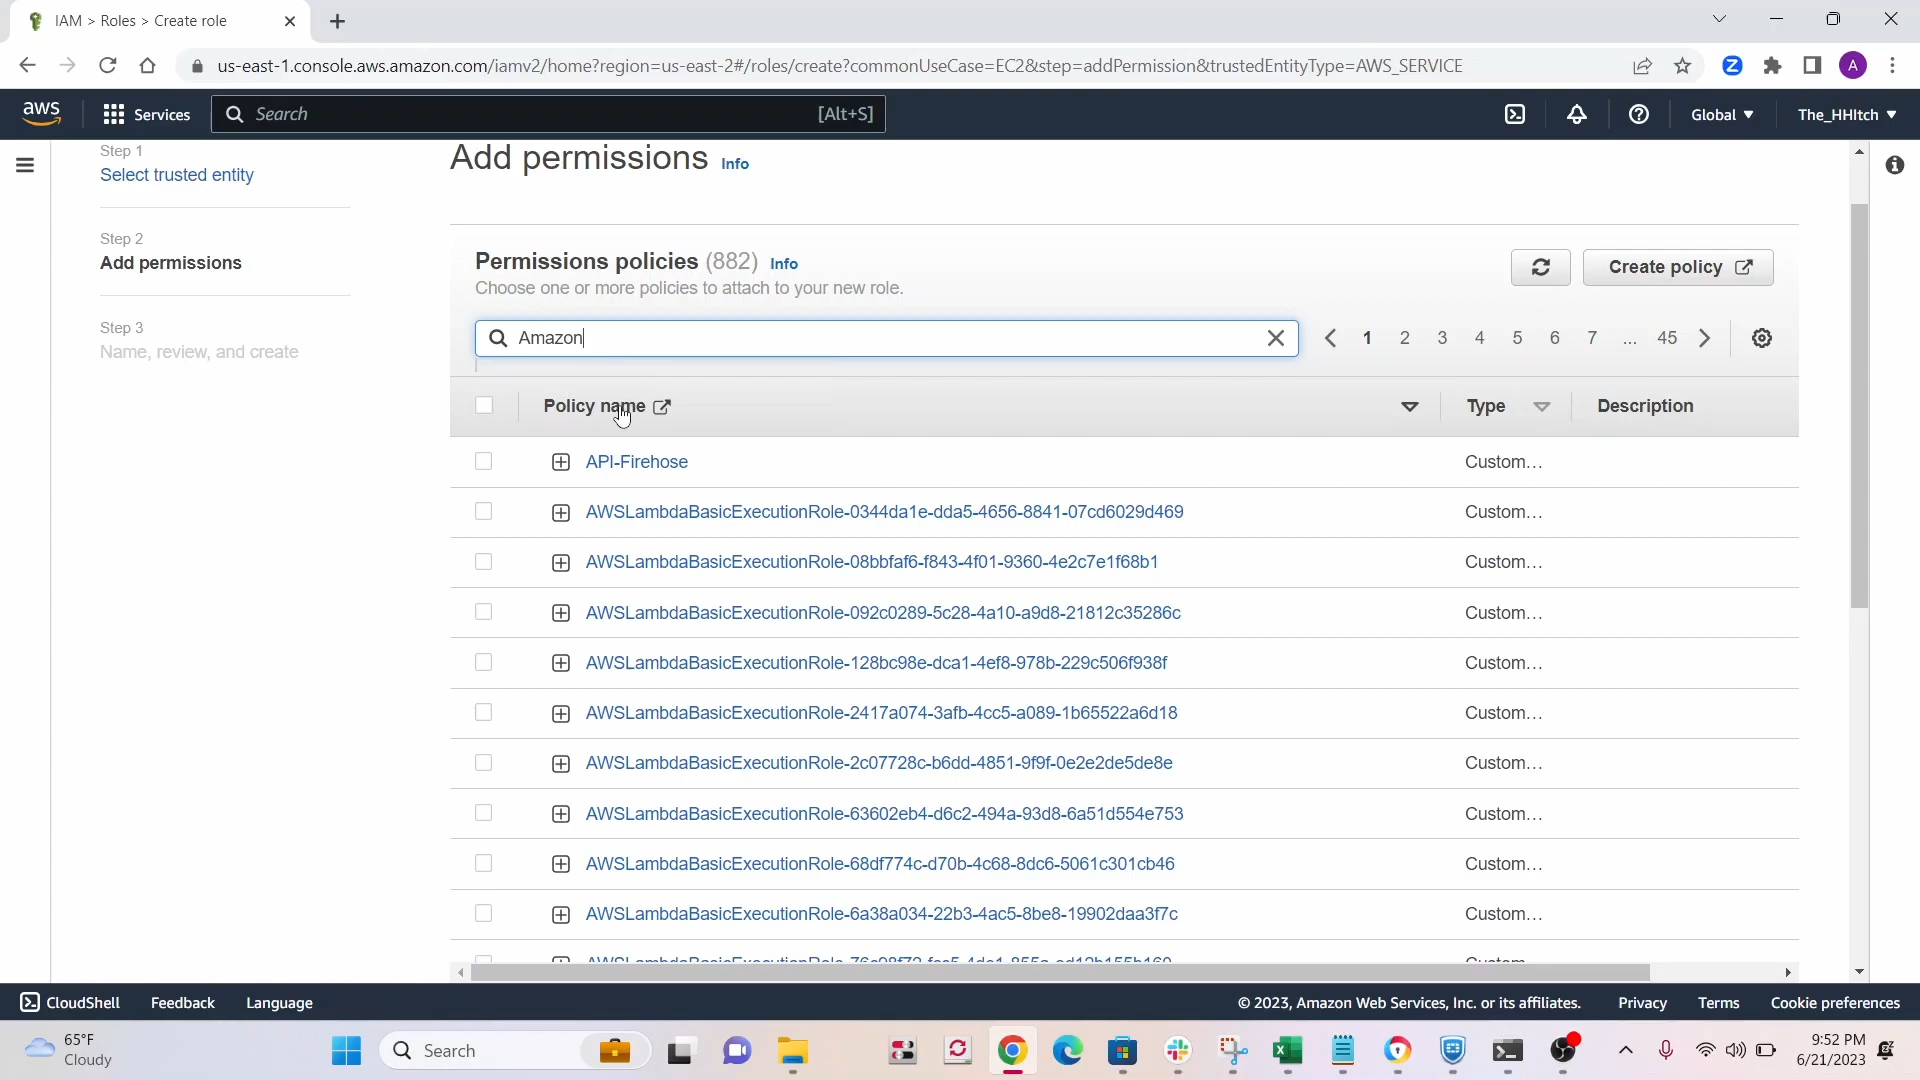 IAM > Roles > Create role
us-east-1.console.aws.amazon.com/iamv2/home?region=us-east-2#/roles/create?commonUseCase=EC2&step=addPermission&trustedEntityType=AWS_SERVICE
A
aws
Services
Search
[Alt+S]
Global
The_HHItch
Step 1
Select trusted entity
Step 2
Add permissions
Step 3
Name, review, and create
Add permissions Info
Permissions policies (882) Info
Choose one or more policies to attach to your new role.
Create policy
Amazon
1 2 3 4 5 6 7 ... 45
Policy name Type Description
API-Firehose Custom...
AWSLambdaBasicExecutionRole-0344da1e-dda5-4656-8841-07cd6029d469 Custom...
AWSLambdaBasicExecutionRole-08bbfaf6-f843-4f01-9360-4e2c7e1f68b1 Custom...
AWSLambdaBasicExecutionRole-092c0289-5c28-4a10-a9d8-21812c35286c Custom...
AWSLambdaBasicExecutionRole-128bc98e-dca1-4ef8-978b-229c506f938f Custom...
AWSLambdaBasicExecutionRole-2417a074-3afb-4cc5-a089-1b65522a6d18 Custom...
AWSLambdaBasicExecutionRole-2c07728c-b6dd-4851-9f9f-0e2e2de5de8e Custom...
AWSLambdaBasicExecutionRole-63602eb4-d6c2-494a-93d8-6a51d554e753 Custom...
AWSLambdaBasicExecutionRole-68df774c-d70b-4c68-8dc6-5061c301cb46 Custom...
AWSLambdaBasicExecutionRole-6a38a034-22b3-4ac5-8be8-19902daa3f7c Custom...
CloudShell Feedback Language
© 2023, Amazon Web Services, Inc. or its affiliates. Privacy Terms Cookie preferences
65°F
Cloudy
Search
9:52 PM
6/21/2023